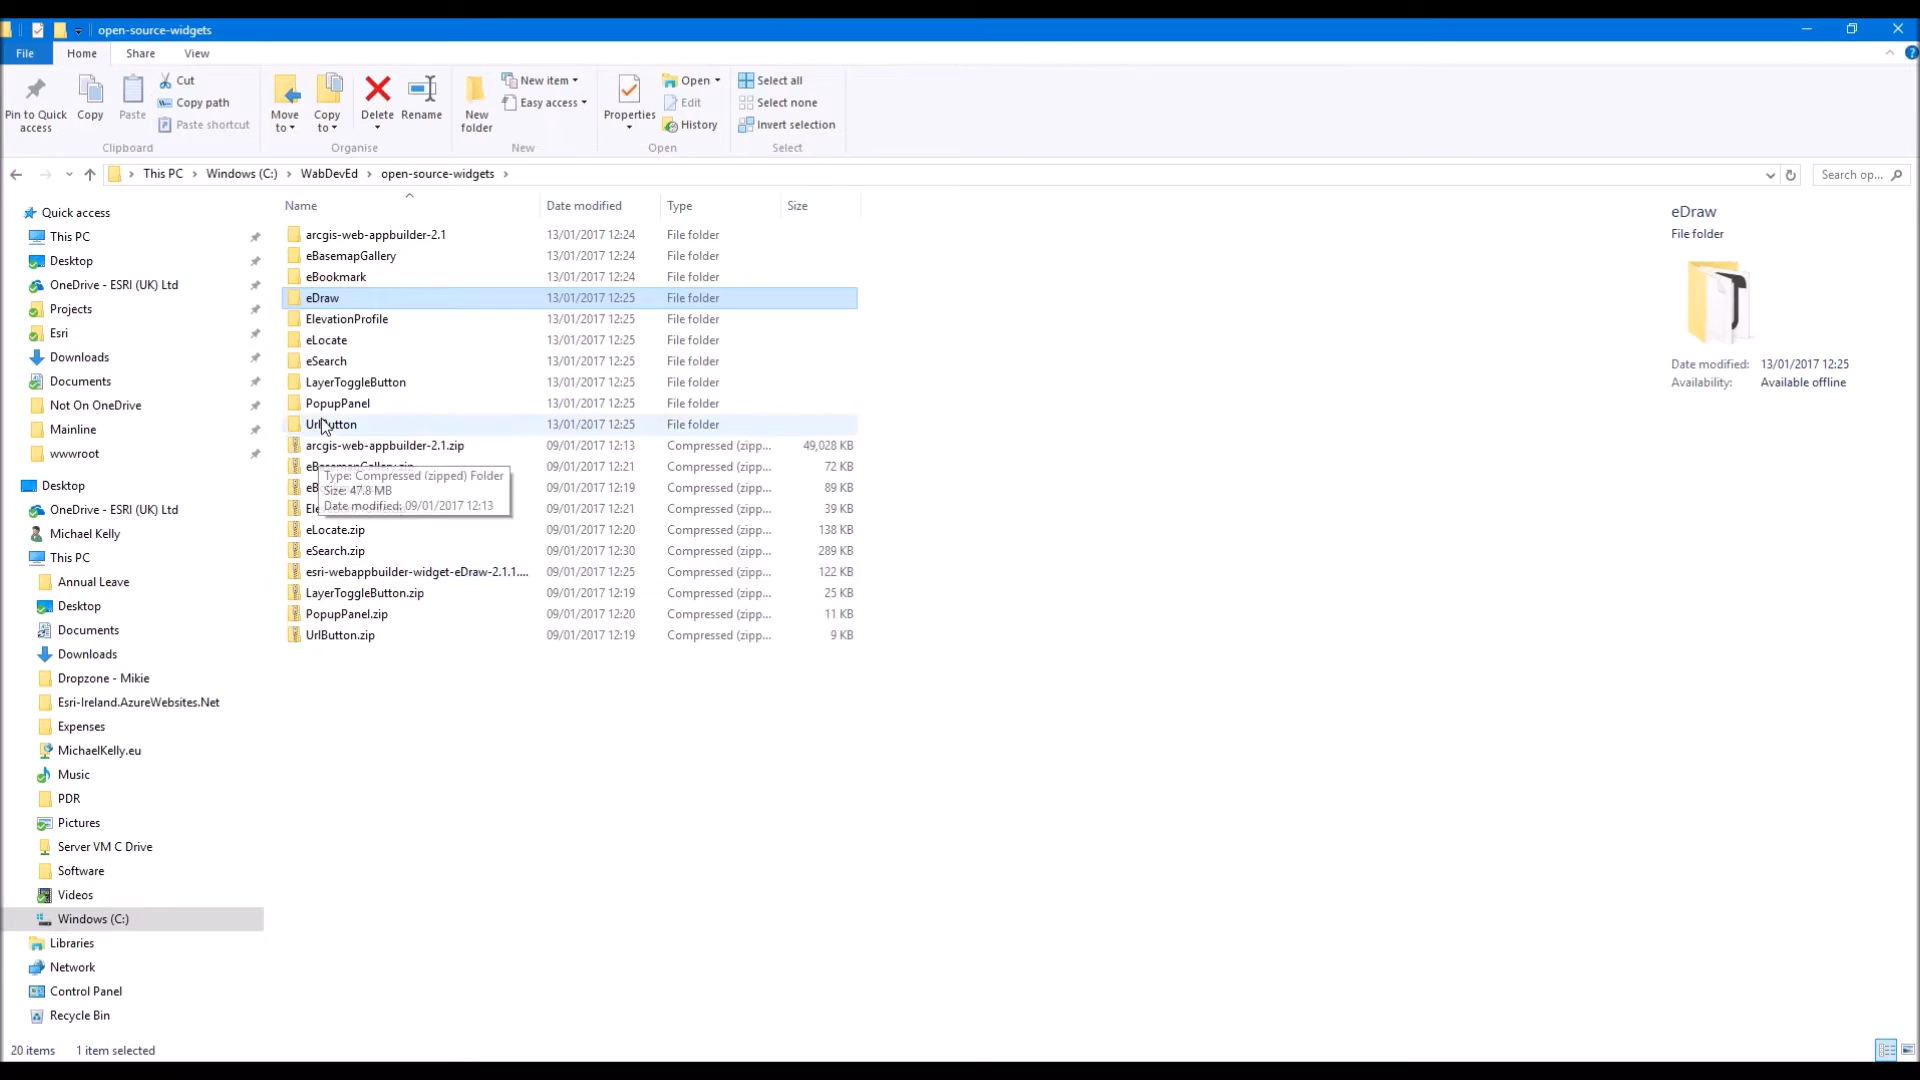 open-source-widgets
File Home Share View
Pin to Quick access
Copy
Paste
Cut
Copy path
Paste shortcut
Clipboard
Move to
Copy to
Delete
Rename
Organise
New folder
New item
Easy access
New
Properties
Open
Edit
History
Open
Select all
Select none
Invert selection
Select
This PC Windows (C:) WabDevEd open-source-widgets
Search op...
Quick access
This PC
Desktop
OneDrive - ESRI (UK) Ltd
Projects
Esri
Downloads
Documents
Not On OneDrive
Mainline
wwwroot
Desktop
OneDrive - ESRI (UK) Ltd
Michael Kelly
This PC
Annual Leave
Desktop
Documents
Downloads
Dropzone - Mikie
Esri-Ireland.AzureWebsites.Net
Expenses
MichaelKelly.eu
Music
PDR
Pictures
Server VM C Drive
Software
Videos
Windows (C:)
Libraries
Network
Control Panel
Recycle Bin
Name Date modified Type Size
arcgis-web-appbuilder-2.1 13/01/2017 12:24 File folder
eBasemapGallery 13/01/2017 12:24 File folder
eBookmark 13/01/2017 12:24 File folder
eDraw 13/01/2017 12:25 File folder
ElevationProfile 13/01/2017 12:25 File folder
eLocate 13/01/2017 12:25 File folder
eSearch 13/01/2017 12:25 File folder
LayerToggleButton 13/01/2017 12:25 File folder
PopupPanel 13/01/2017 12:25 File folder
UrlButton 13/01/2017 12:25 File folder
arcgis-web-appbuilder-2.1.zip 09/01/2017 12:13 Compressed (zipp... 49,028 KB
eBasemapGallery.zip 09/01/2017 12:21 Compressed (zipp... 72 KB
09/01/2017 12:19 Compressed (zipp... 89 KB
09/01/2017 12:21 Compressed (zipp... 39 KB
Type: Compressed (zipped) Folder
Size: 47.8 MB
Date modified: 09/01/2017 12:13
eLocate.zip 09/01/2017 12:20 Compressed (zipp... 138 KB
eSearch.zip 09/01/2017 12:30 Compressed (zipp... 289 KB
esri-webappbuilder-widget-eDraw-2.1.1.... 09/01/2017 12:25 Compressed (zipp... 122 KB
LayerToggleButton.zip 09/01/2017 12:19 Compressed (zipp... 25 KB
PopupPanel.zip 09/01/2017 12:20 Compressed (zipp... 11 KB
UrlButton.zip 09/01/2017 12:19 Compressed (zipp... 9 KB
eDraw
File folder
Date modified: 13/01/2017 12:25
Availability: Available offline
20 items 1 item selected